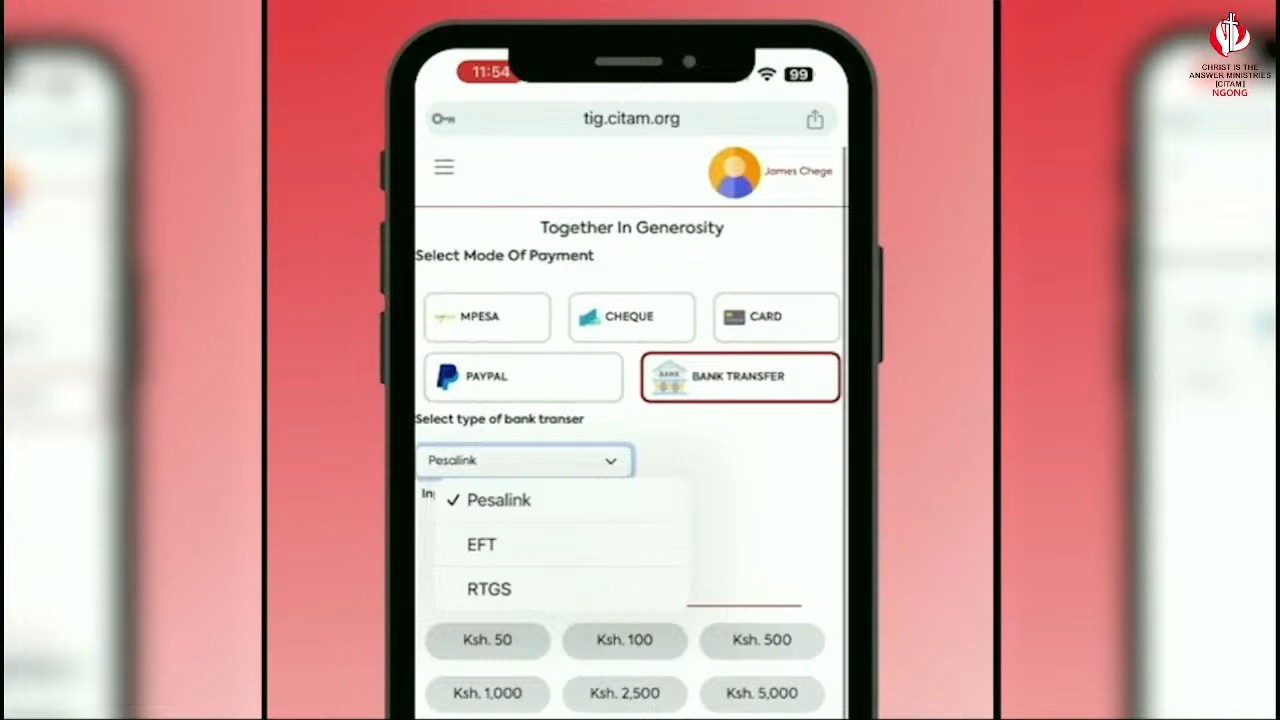 CHRIST IS THE
ANSWER MINISTRIES
[CITAM]
NGONG
11:54
99
tig.citam.org
James Chege
Together In Generosity
Select Mode Of Payment
MPESA
CHEQUE
CARD
PAYPAL
BANK
BANK TRANSFER
Select type of bank transer
Pesalink
In
Pesalink
EFT
RTGS
Ksh. 50
Ksh. 100
Ksh. 500
Ksh. 1,000
Ksh. 2,500
Ksh. 5,000